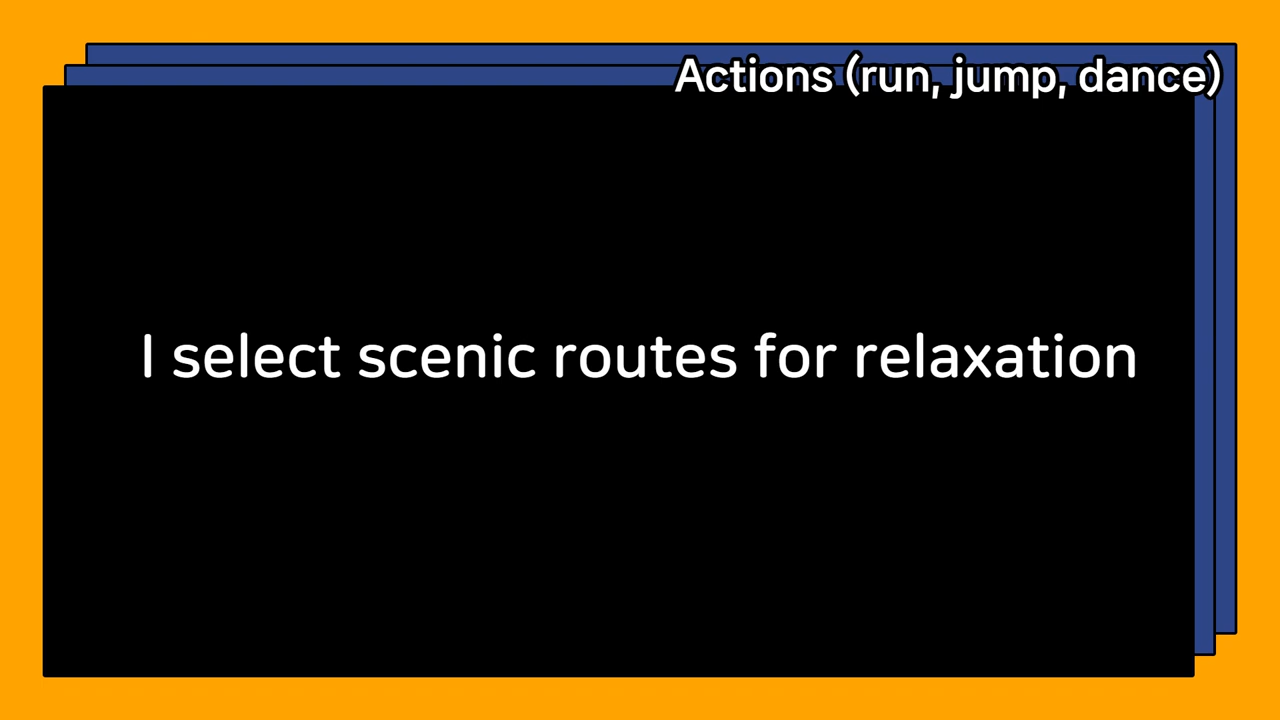 Actions (run, jump, dance)
I select scenic routes for relaxation